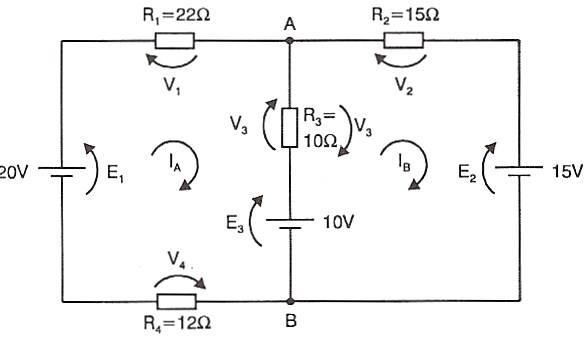 R₁=22Ω
A
R₂=15Ω
V₁
V₂
V₃
R₃=
10Ω
V₃
20V
E₁
I_A
I_B
E₂
15V
E₃
10V
V₄
R₄=12Ω
B